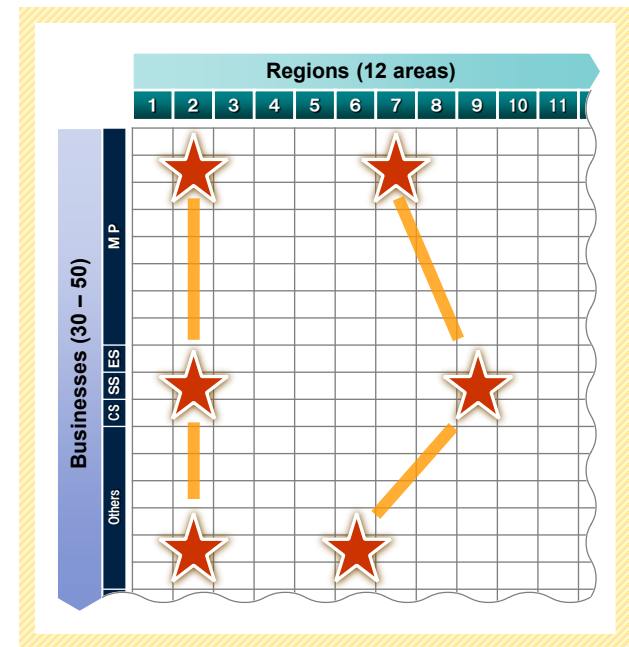 Regions (12 areas)
1 2 3 4 5 6 7 8 9 10 11
Businesses (30 – 50)
M P
ES
SS
CS
Others